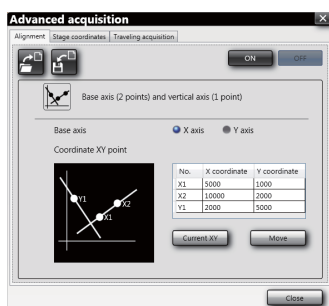 Advanced acquisition
Alignment Stage coordinates Traveling acquisition
ON OFF
Base axis (2 points) and vertical axis (1 point)
Base axis X axis Y axis
Coordinate XY point
No. X coordinate Y coordinate
X1 5000 1000
X2 10000 2000
Y1 2000 5000
Y1
X2
X1
Current XY Move
Close